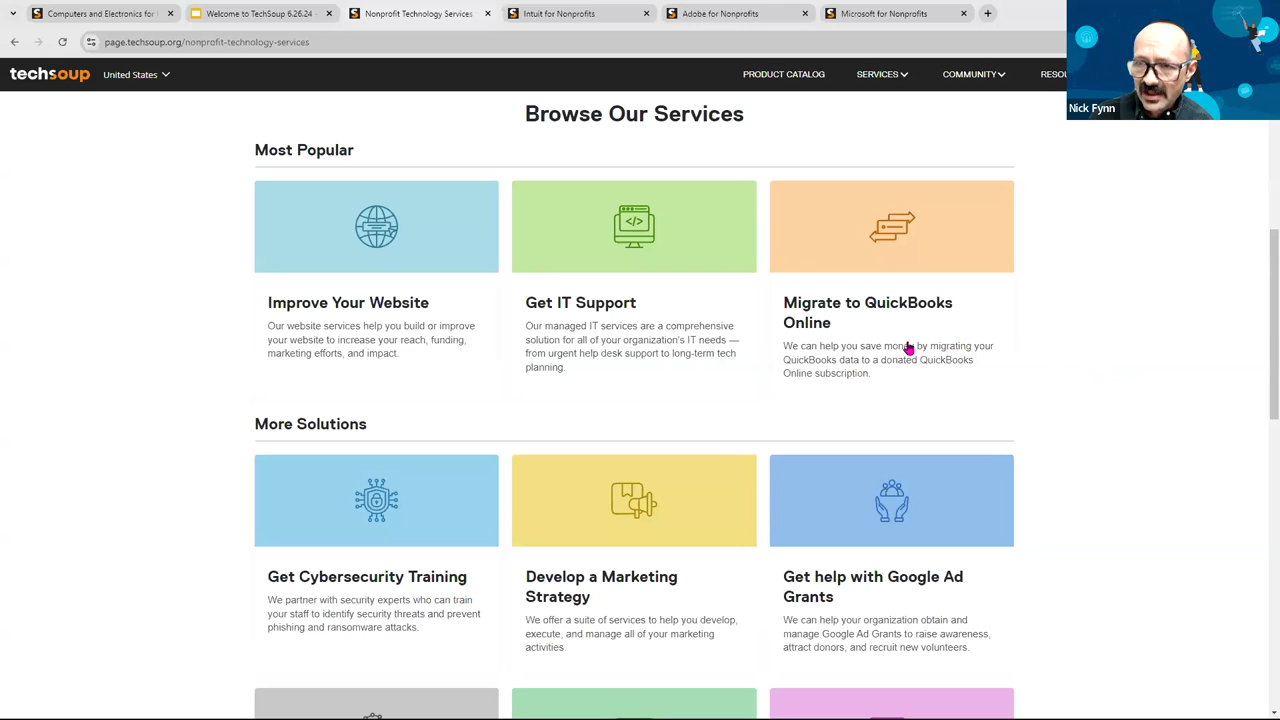 Computers and Electronics for
Welcome to TechSoup 6.26.24 -
Nonprofit Technology Services
Intuit for Nonprofits
Adobe for Nonprofits
Microsoft for Nonprofits
page.techsoup.org/nonprofit-technology-services
techsoup
United States
PRODUCT CATALOG
SERVICES
COMMUNITY
RESOU
Nick Fynn
Browse Our Services
Most Popular
Improve Your Website
Our website services help you build or improve
your website to increase your reach, funding,
marketing efforts, and impact.
Get IT Support
Our managed IT services are a comprehensive
solution for all of your organization's IT needs —
from urgent help desk support to long-term tech
planning.
Migrate to QuickBooks
Online
We can help you save money by migrating your
QuickBooks data to a donated QuickBooks
Online subscription.
More Solutions
Get Cybersecurity Training
We partner with security experts who can train
your staff to identify security threats and prevent
phishing and ransomware attacks.
Develop a Marketing
Strategy
We offer a suite of services to help you develop,
execute, and manage all of your marketing
activities.
Get help with Google Ad
Grants
We can help your organization obtain and
manage Google Ad Grants to raise awareness,
attract donors, and recruit new volunteers.